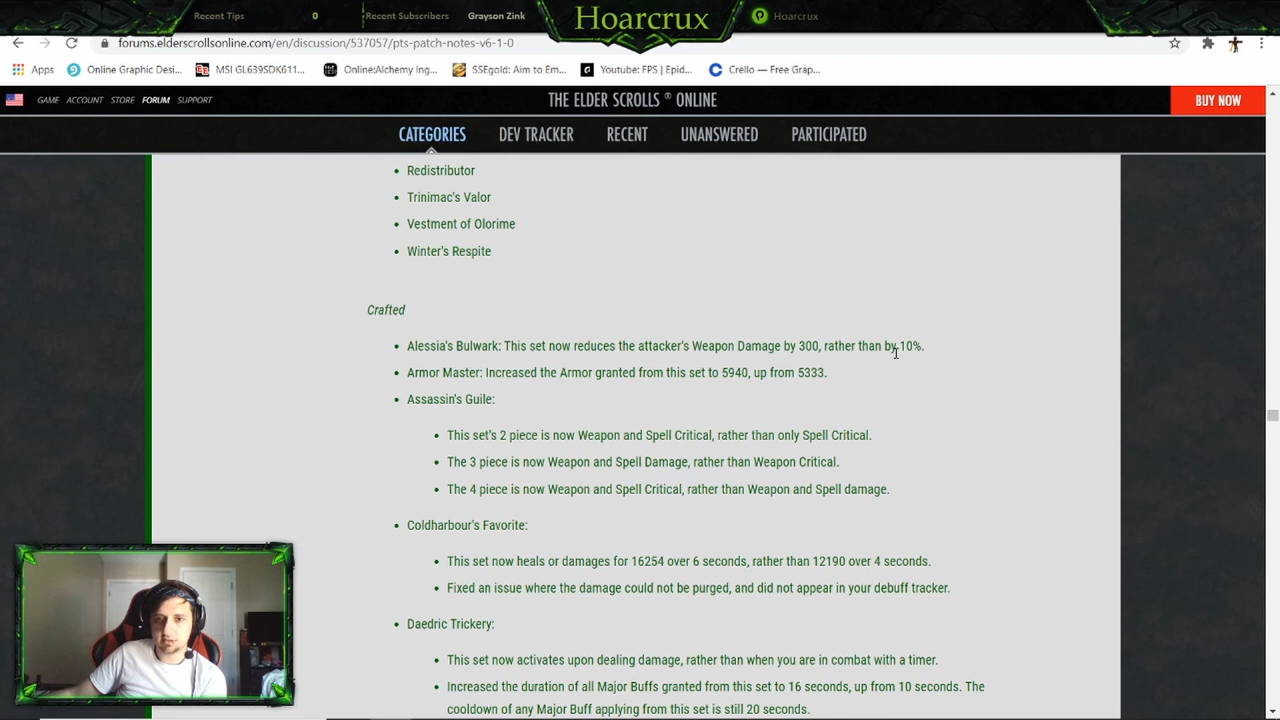 Recent Tips 0 Recent Subscribers Grayson Zink Hoarcrux Hoarcrux
forums.elderscrollsonline.com/en/discussion/537057/pts-patch-notes-v6-1-0
Apps Online Graphic Desi... MSI GL639SDK611... Online:Alchemy Ing... SSEgold: Aim to Em... Youtube: FPS | Epid... Crello — Free Grap...
GAME ACCOUNT STORE FORUM SUPPORT THE ELDER SCROLLS ® ONLINE BUY NOW
CATEGORIES DEV TRACKER RECENT UNANSWERED PARTICIPATED
• Redistributor
• Trinimac's Valor
• Vestment of Olorime
• Winter's Respite
Crafted
• Alessia's Bulwark: This set now reduces the attacker's Weapon Damage by 300, rather than by 10%.
• Armor Master: Increased the Armor granted from this set to 5940, up from 5333.
• Assassin's Guile:
• This set's 2 piece is now Weapon and Spell Critical, rather than only Spell Critical.
• The 3 piece is now Weapon and Spell Damage, rather than Weapon Critical.
• The 4 piece is now Weapon and Spell Critical, rather than Weapon and Spell damage.
• Coldharbour's Favorite:
• This set now heals or damages for 16254 over 6 seconds, rather than 12190 over 4 seconds.
• Fixed an issue where the damage could not be purged, and did not appear in your debuff tracker.
• Daedric Trickery:
• This set now activates upon dealing damage, rather than when you are in combat with a timer.
• Increased the duration of all Major Buffs granted from this set to 16 seconds, up from 10 seconds. The
cooldown of any Major Buff applying from this set is still 20 seconds.